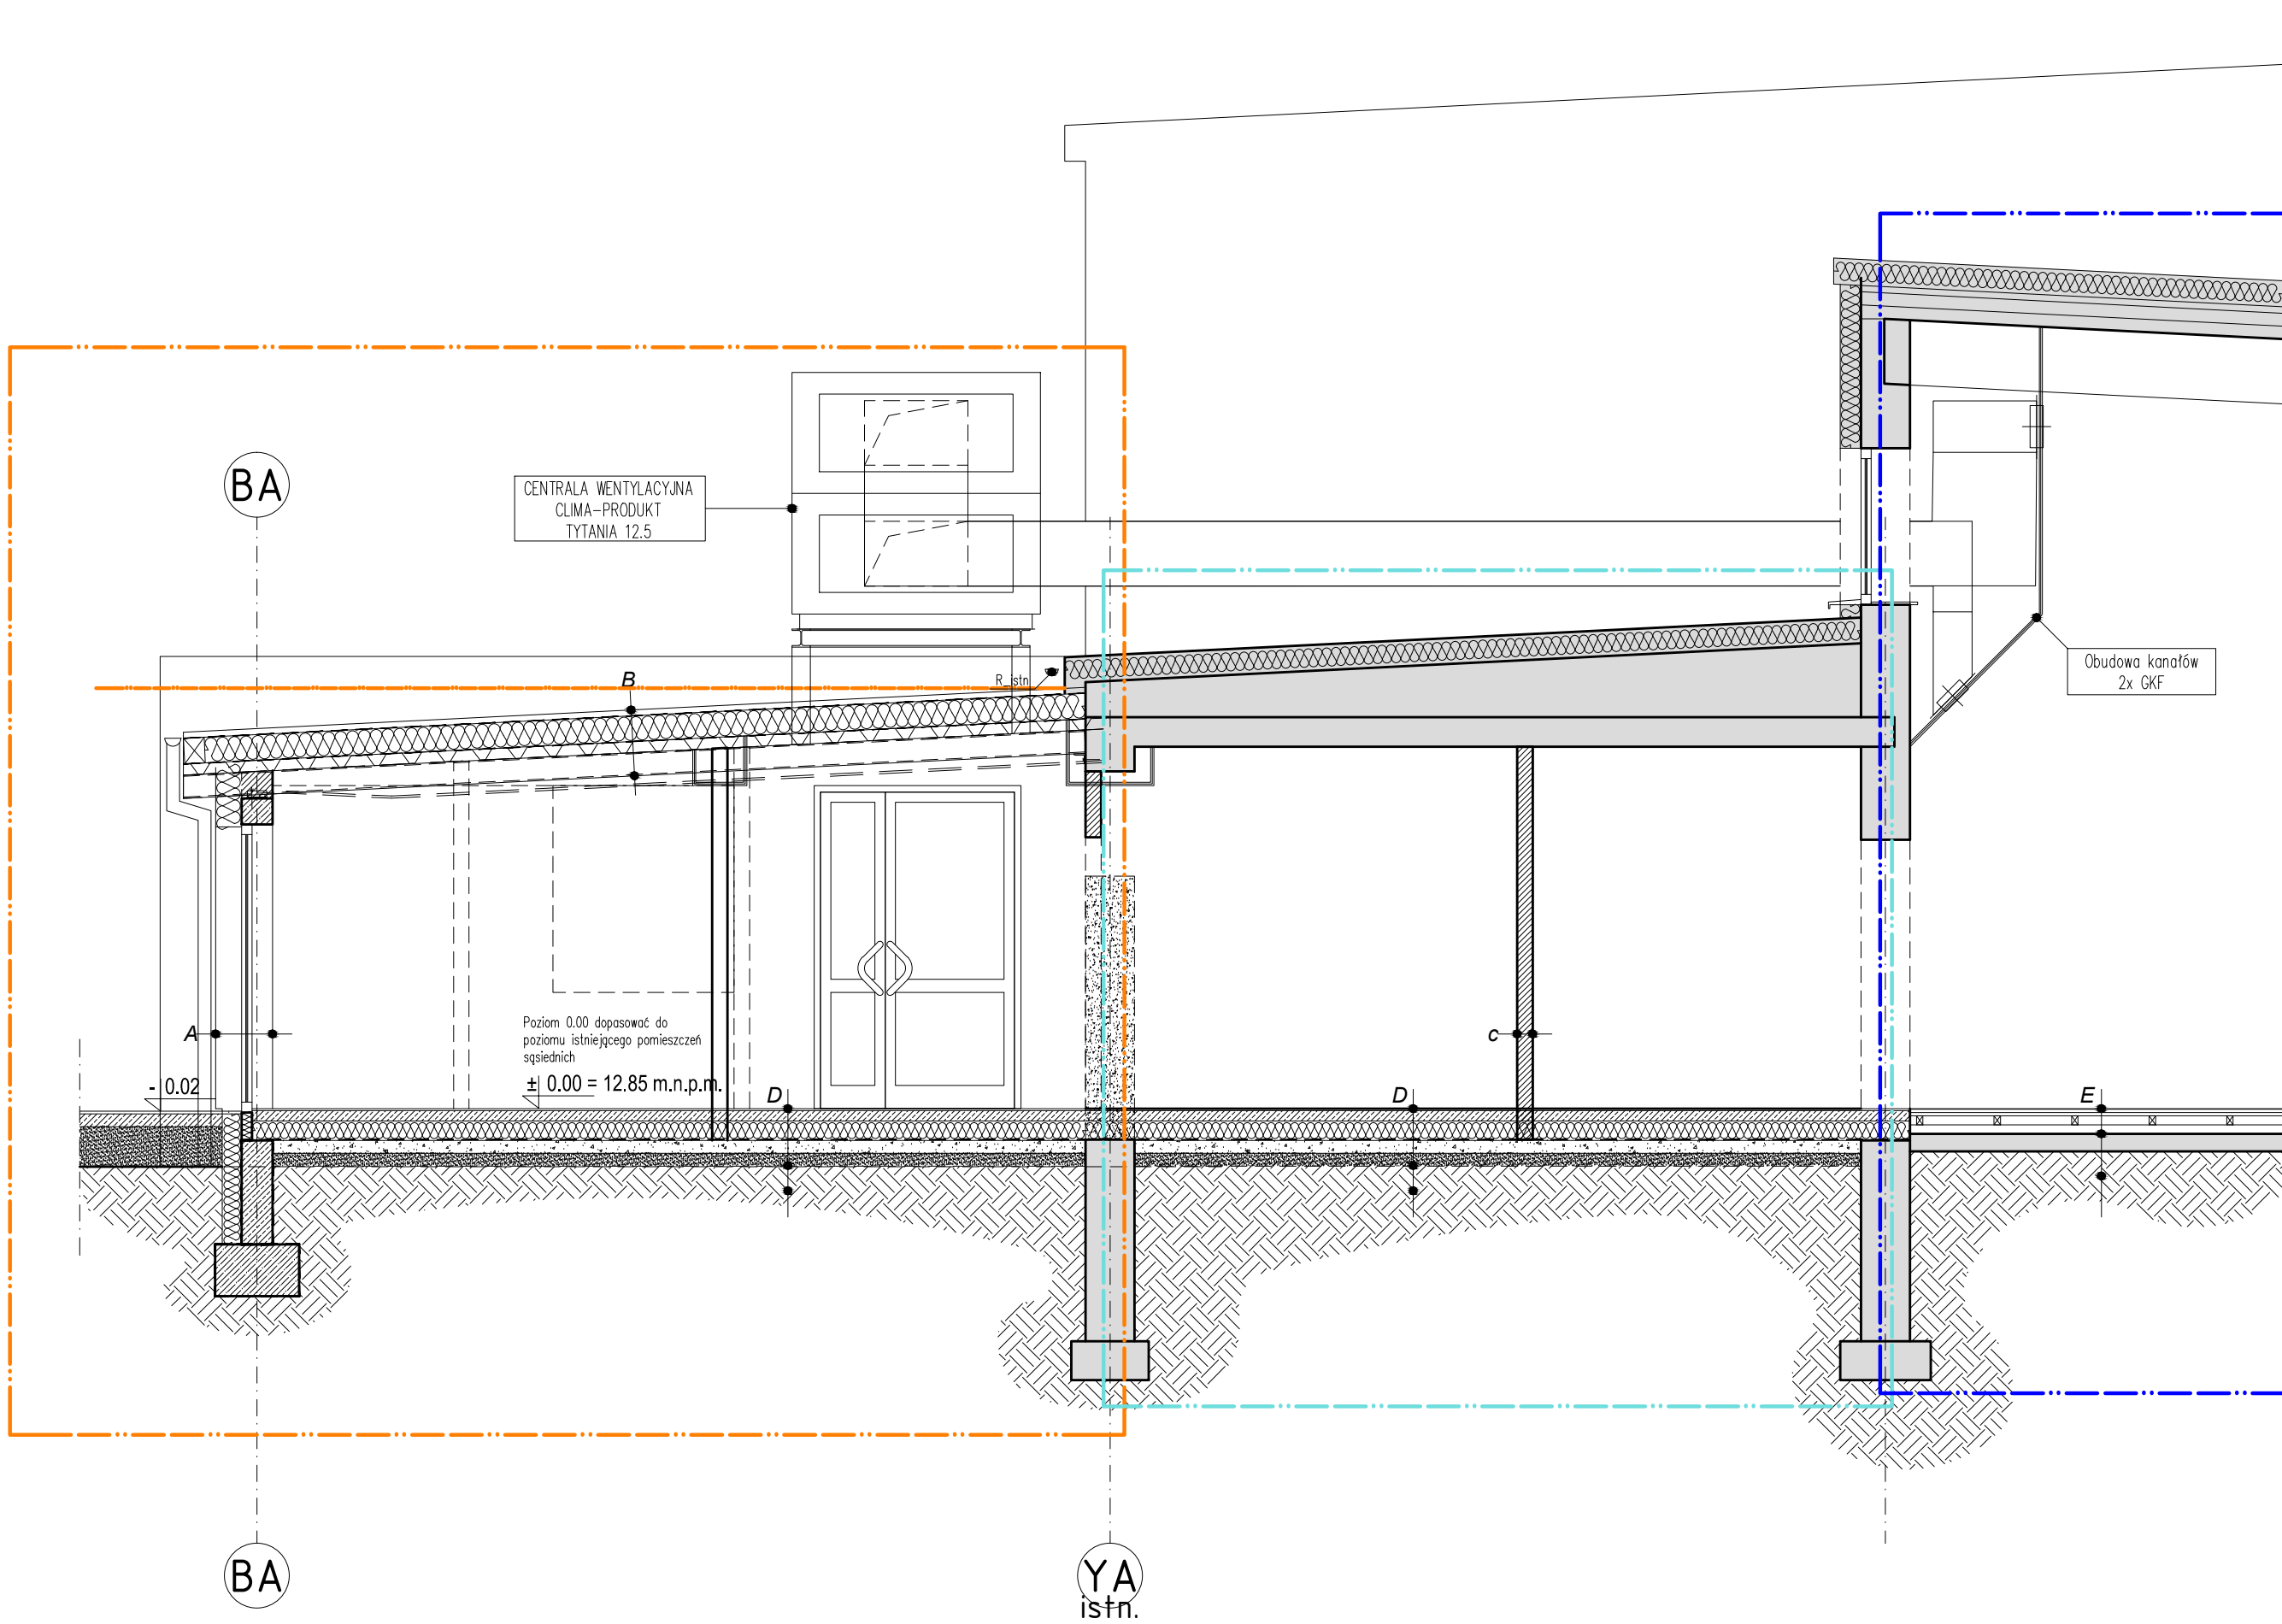 BA
CENTRALA WENTYLACYJNA
CLIMA-PRODUKT
TYTANIA 12.5
B
R_istn
Obudowa kanałów
2x GKF
A
Poziom 0.00 dopasować do
poziomu istniejącego pomieszczeń
sąsiednich
± 0.00 = 12.85 m.n.p.m.
- 0.02
c
D
D
E
BA
YA
istn.